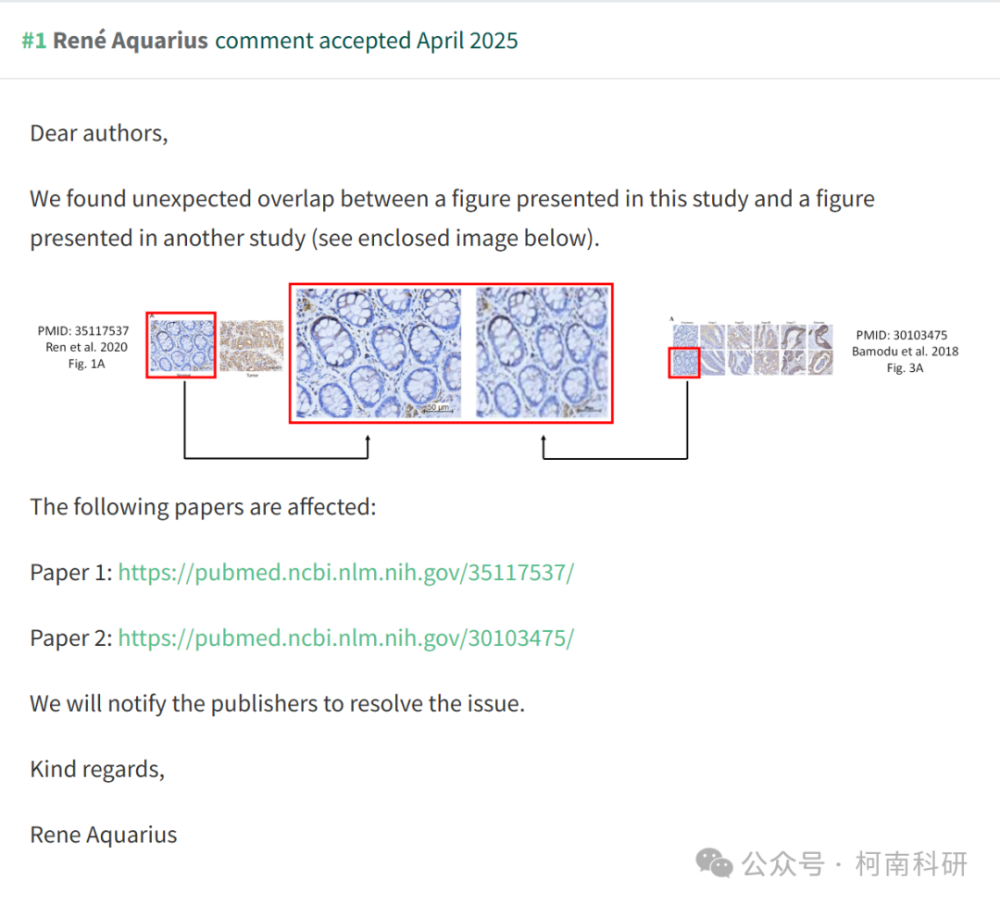 #1 René Aquarius comment accepted April 2025
Dear authors,
We found unexpected overlap between a figure presented in this study and a figure
presented in another study (see enclosed image below).
PMID: 35117537
Ren et al. 2020
Fig. 1A
A
Normal
Tumor
50 μm
A
PMID: 30103475
Bamodu et al. 2018
Fig. 3A
The following papers are affected:
Paper 1: https://pubmed.ncbi.nlm.nih.gov/35117537/
Paper 2: https://pubmed.ncbi.nlm.nih.gov/30103475/
We will notify the publishers to resolve the issue.
Kind regards,
Rene Aquarius
公众号 · 柯南科研